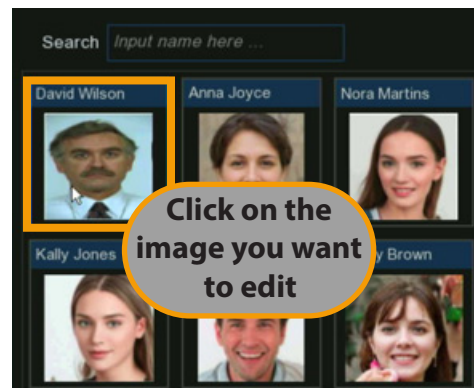 Search Input name here ...
David Wilson
Anna Joyce
Nora Martins
Click on the
image you want
to edit
Kally Jones
Brown